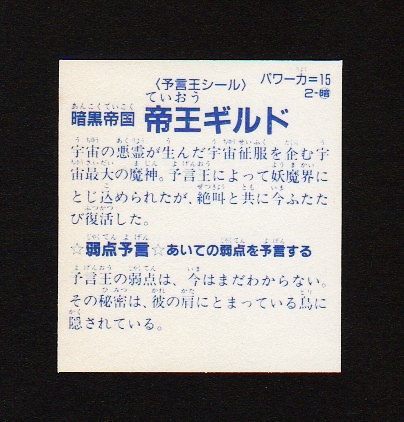 〈予言王シール〉 パワーカ=15
2-暗
暗黒帝国 帝王ギルド
宇宙の悪霊が生んだ宇宙征服を企む宇
宙最大の魔神。予言王によって妖魔界に
とじ込められたが、絶叫と共に今ふたた
び復活した。
☆弱点予言☆あいての弱点を予言する
予言王の弱点は、今はまだわからない。
その秘密は、彼の肩にとまっている鳥に
隠されている。